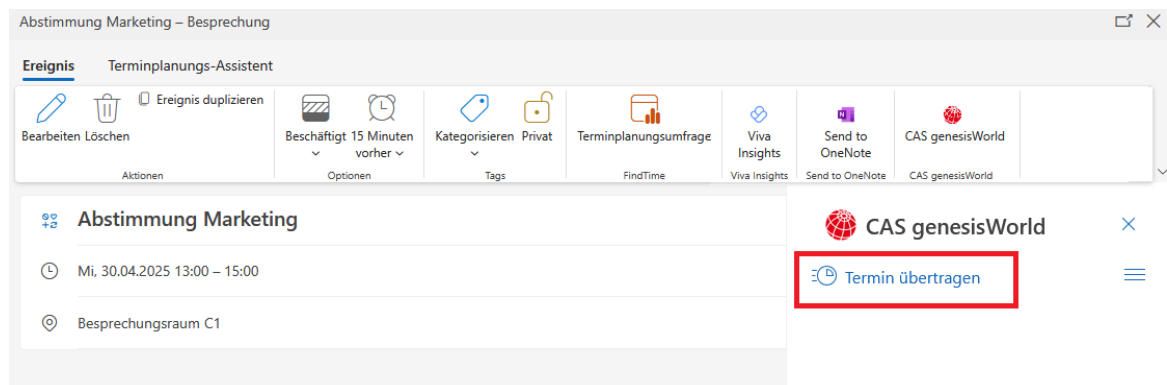 Abstimmung Marketing – Besprechung
Ereignis Terminplanungs-Assistent
Bearbeiten
Löschen
Ereignis duplizieren
Aktionen
Beschäftigt
15 Minuten
vorher
Optionen
Kategorisieren
Privat
Tags
Terminplanungsumfrage
FindTime
Viva
Insights
Viva Insights
Send to
OneNote
Send to OneNote
CAS genesisWorld
CAS genesisWorld
Abstimmung Marketing
Mi, 30.04.2025 13:00 – 15:00
Besprechungsraum C1
CAS genesisWorld
Termin übertragen